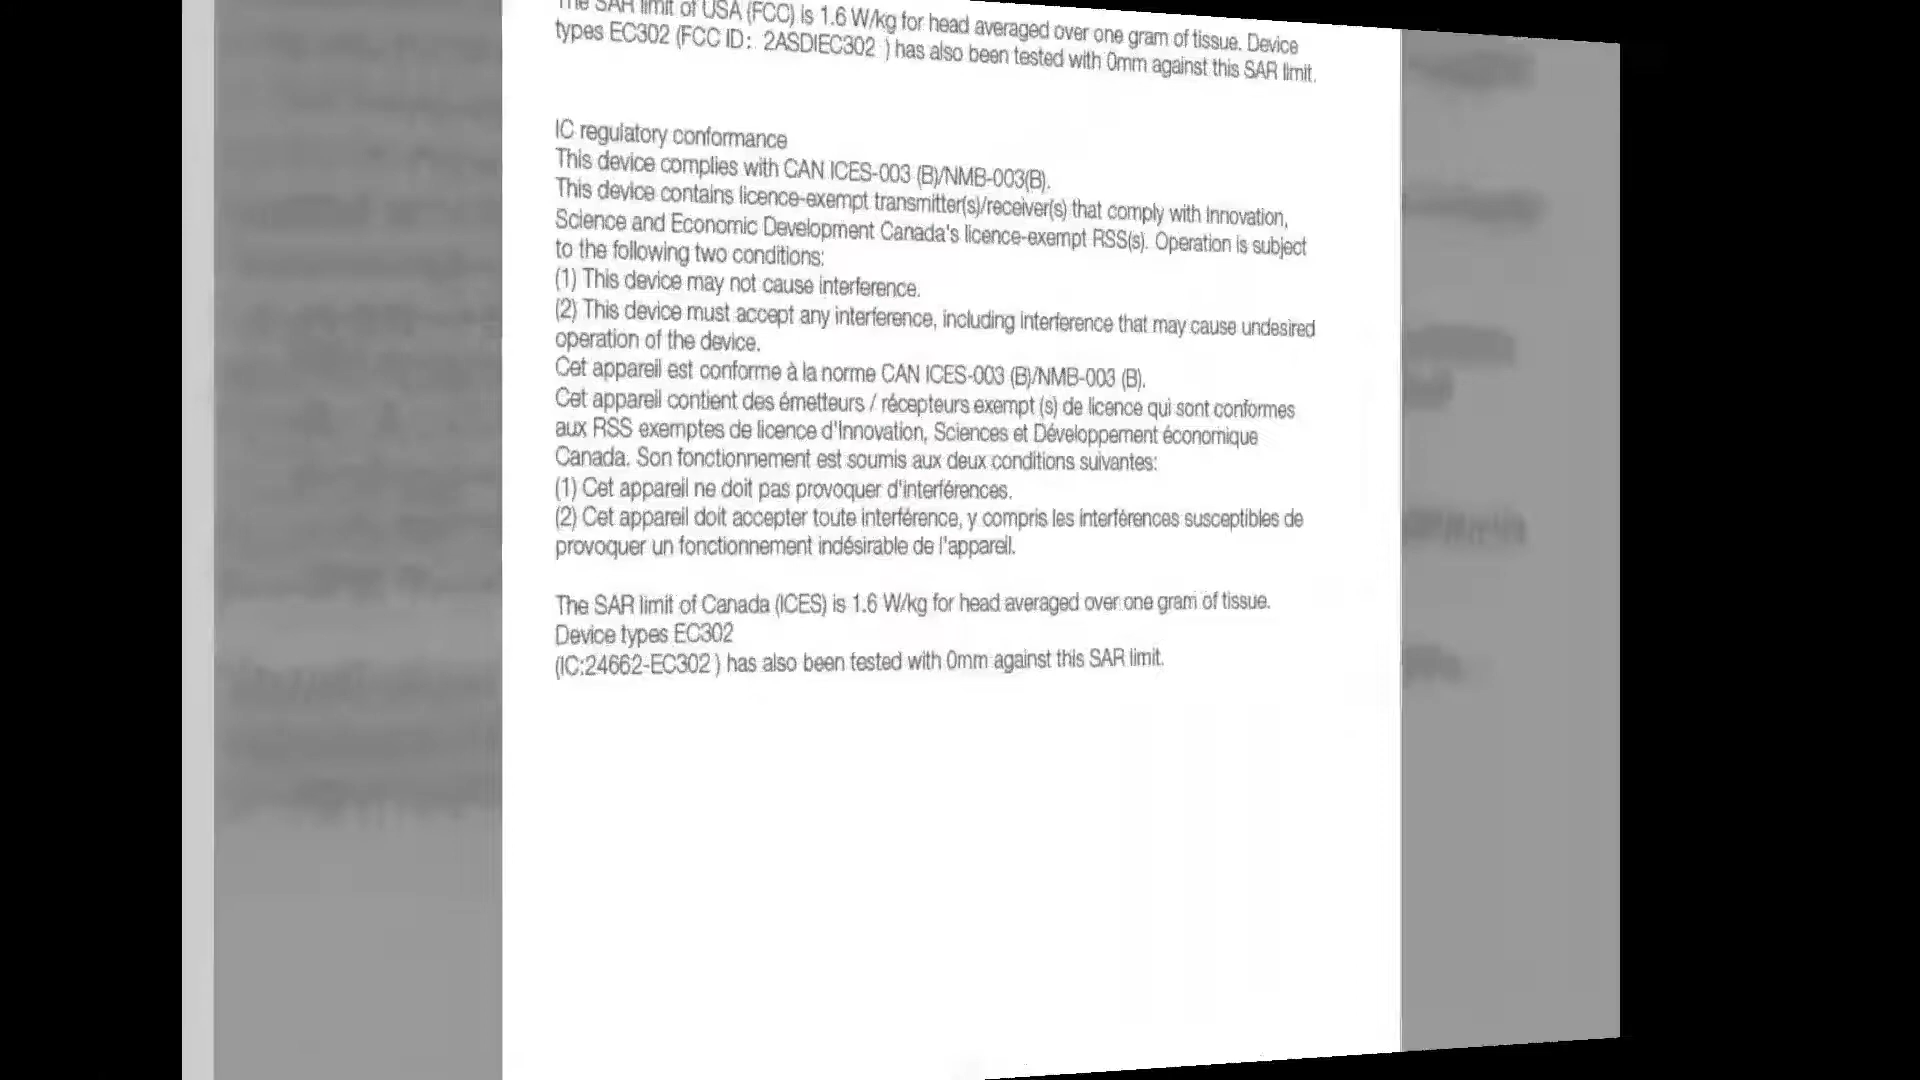 The SAR limit of USA (FCC) is 1.6 W/kg for head averaged over one gram of tissue. Device
types EC302 (FCC ID: 2ASDIEC302 ) has also been tested with 0mm against this SAR limit.
IC regulatory conformance
This device complies with CAN ICES-003 (B)/NMB-003(B).
This device contains licence-exempt transmitter(s)/receiver(s) that comply with Innovation,
Science and Economic Development Canada's licence-exempt RSS(s). Operation is subject
to the following two conditions:
(1) This device may not cause interference.
(2) This device must accept any interference, including interference that may cause undesired
operation of the device.
Cet appareil est conforme à la norme CAN ICES-003 (B)/NMB-003 (B).
Cet appareil contient des émetteurs / récepteurs exempt (s) de licence qui sont conformes
aux RSS exemptes de licence d'Innovation, Sciences et Développement économique
Canada. Son fonctionnement est soumis aux deux conditions suivantes:
(1) Cet appareil ne doit pas provoquer d'interférences.
(2) Cet appareil doit accepter toute interférence, y compris les interférences susceptibles de
provoquer un fonctionnement indésirable de l'appareil.
The SAR limit of Canada (ICES) is 1.6 W/kg for head averaged over one gram of tissue.
Device types EC302
(IC:24662-EC302 ) has also been tested with 0mm against this SAR limit.